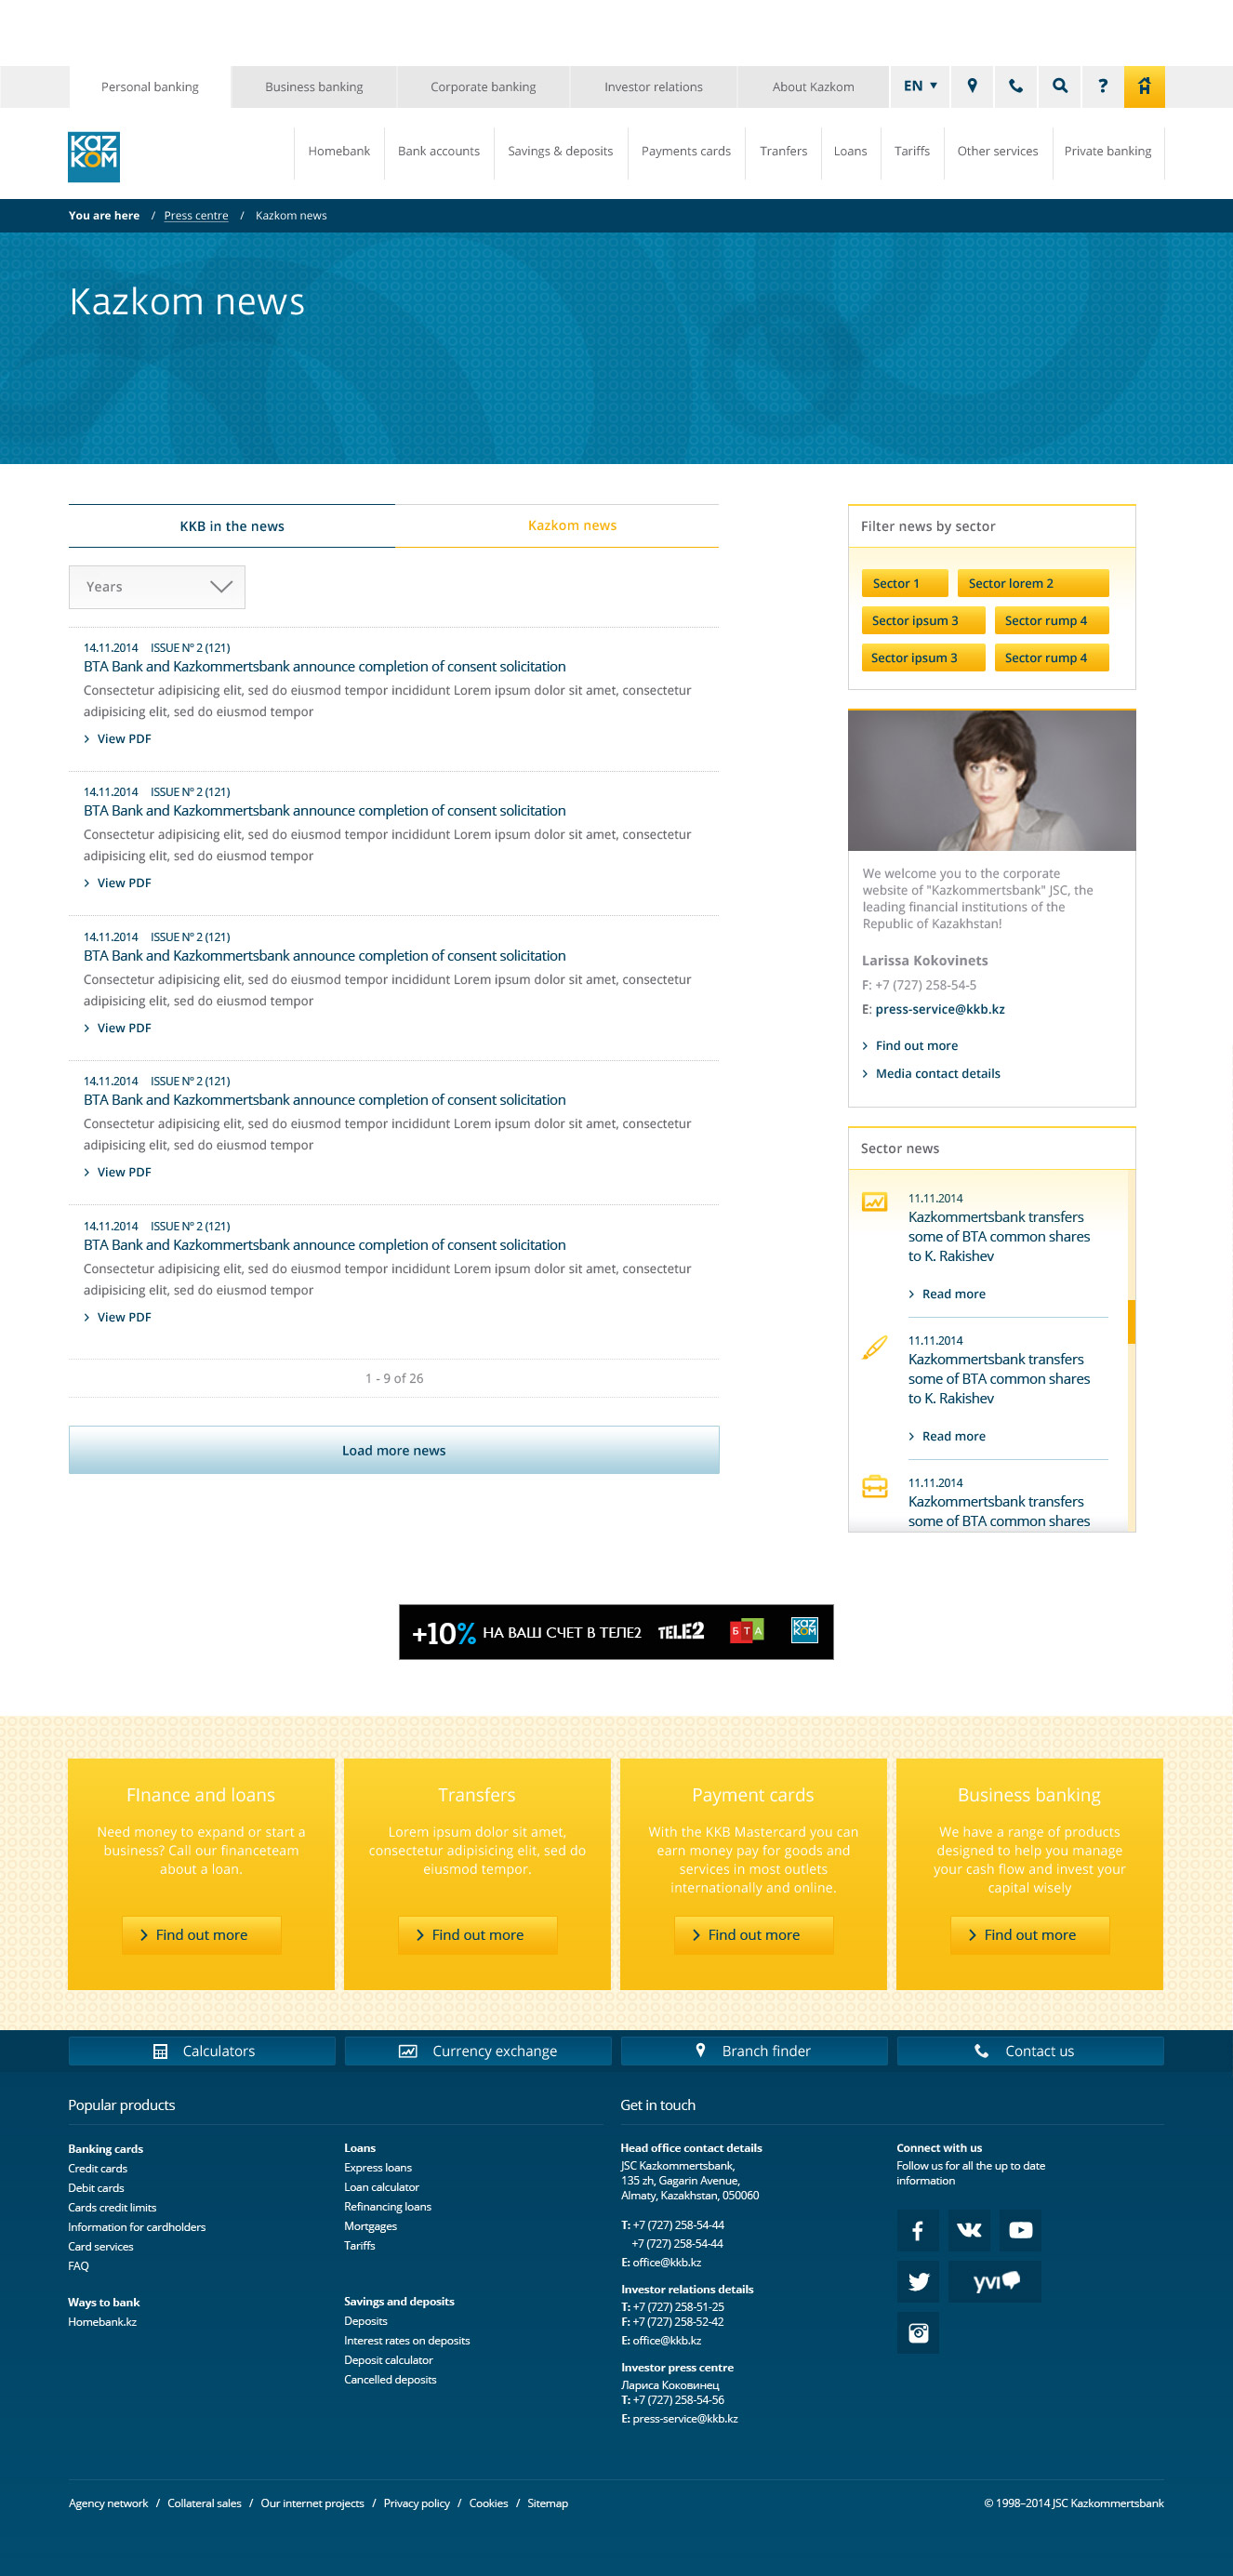 Personal banking
Business banking
Corporate banking
Investor relations
About Kazkom
EN
?
KAZ
KOM
Homebank
Bank accounts
Savings & deposits
Payments cards
Tranfers
Loans
Tariffs
Other services
Private banking
You are here / Press centre / Kazkom news
Kazkom news
KKB in the news
Kazkom news
Years
14.11.2014 ISSUE № 2 (121)
BTA Bank and Kazkommertsbank announce completion of consent solicitation
Consectetur adipisicing elit, sed do eiusmod tempor incididunt Lorem ipsum dolor sit amet, consectetur
adipisicing elit, sed do eiusmod tempor
View PDF
14.11.2014 ISSUE № 2 (121)
BTA Bank and Kazkommertsbank announce completion of consent solicitation
Consectetur adipisicing elit, sed do eiusmod tempor incididunt Lorem ipsum dolor sit amet, consectetur
adipisicing elit, sed do eiusmod tempor
View PDF
14.11.2014 ISSUE № 2 (121)
BTA Bank and Kazkommertsbank announce completion of consent solicitation
Consectetur adipisicing elit, sed do eiusmod tempor incididunt Lorem ipsum dolor sit amet, consectetur
adipisicing elit, sed do eiusmod tempor
View PDF
14.11.2014 ISSUE № 2 (121)
BTA Bank and Kazkommertsbank announce completion of consent solicitation
Consectetur adipisicing elit, sed do eiusmod tempor incididunt Lorem ipsum dolor sit amet, consectetur
adipisicing elit, sed do eiusmod tempor
View PDF
14.11.2014 ISSUE № 2 (121)
BTA Bank and Kazkommertsbank announce completion of consent solicitation
Consectetur adipisicing elit, sed do eiusmod tempor incididunt Lorem ipsum dolor sit amet, consectetur
adipisicing elit, sed do eiusmod tempor
View PDF
1 - 9 of 26
Load more news
Filter news by sector
Sector 1
Sector lorem 2
Sector ipsum 3
Sector rump 4
Sector ipsum 3
Sector rump 4
We welcome you to the corporate
website of "Kazkommertsbank" JSC, the
leading financial institutions of the
Republic of Kazakhstan!
Larissa Kokovinets
F: +7 (727) 258-54-5
E: press-service@kkb.kz
Find out more
Media contact details
Sector news
11.11.2014
Kazkommertsbank transfers
some of BTA common shares
to K. Rakishev
Read more
11.11.2014
Kazkommertsbank transfers
some of BTA common shares
to K. Rakishev
Read more
11.11.2014
Kazkommertsbank transfers
some of BTA common shares
+10% НА ВАШ СЧЕТ В ТЕЛЕ2
TELE2
БТА
KAZ
KOM
FInance and loans
Need money to expand or start a
business? Call our financeteam
about a loan.
Find out more
Transfers
Lorem ipsum dolor sit amet,
consectetur adipisicing elit, sed do
eiusmod tempor.
Find out more
Payment cards
With the KKB Mastercard you can
earn money pay for goods and
services in most outlets
internationally and online.
Find out more
Business banking
We have a range of products
designed to help you manage
your cash flow and invest your
capital wisely
Find out more
Calculators
Currency exchange
Branch finder
Contact us
Popular products
Banking cards
Credit cards
Debit cards
Cards credit limits
Information for cardholders
Card services
FAQ
Ways to bank
Homebank.kz
Loans
Express loans
Loan calculator
Refinancing loans
Mortgages
Tariffs
Savings and deposits
Deposits
Interest rates on deposits
Deposit calculator
Cancelled deposits
Get in touch
Head office contact details
JSC Kazkommertsbank,
135 zh, Gagarin Avenue,
Almaty, Kazakhstan, 050060
T: +7 (727) 258-54-44
+7 (727) 258-54-44
E: office@kkb.kz
Investor relations details
T: +7 (727) 258-51-25
F: +7 (727) 258-52-42
E: office@kkb.kz
Investor press centre
Лариса Коковинец
T: +7 (727) 258-54-56
E: press-service@kkb.kz
Connect with us
Follow us for all the up to date
information
yvi
Agency network / Collateral sales / Our internet projects / Privacy policy / Cookies / Sitemap
© 1998–2014 JSC Kazkommertsbank